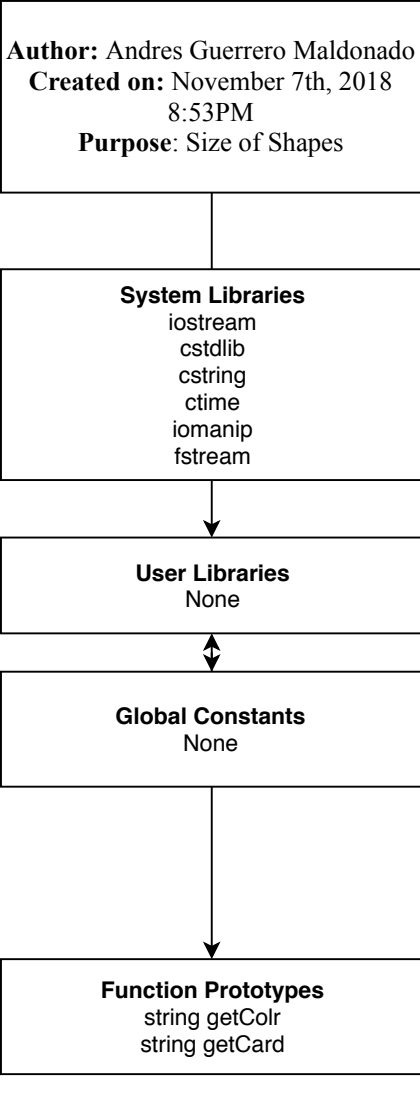 Author: Andres Guerrero Maldonado
Created on: November 7th, 2018
8:53PM
Purpose: Size of Shapes
System Libraries
iostream
cstdlib
cstring
ctime
iomanip
fstream
User Libraries
None
Global Constants
None
Function Prototypes
string getColr
string getCard